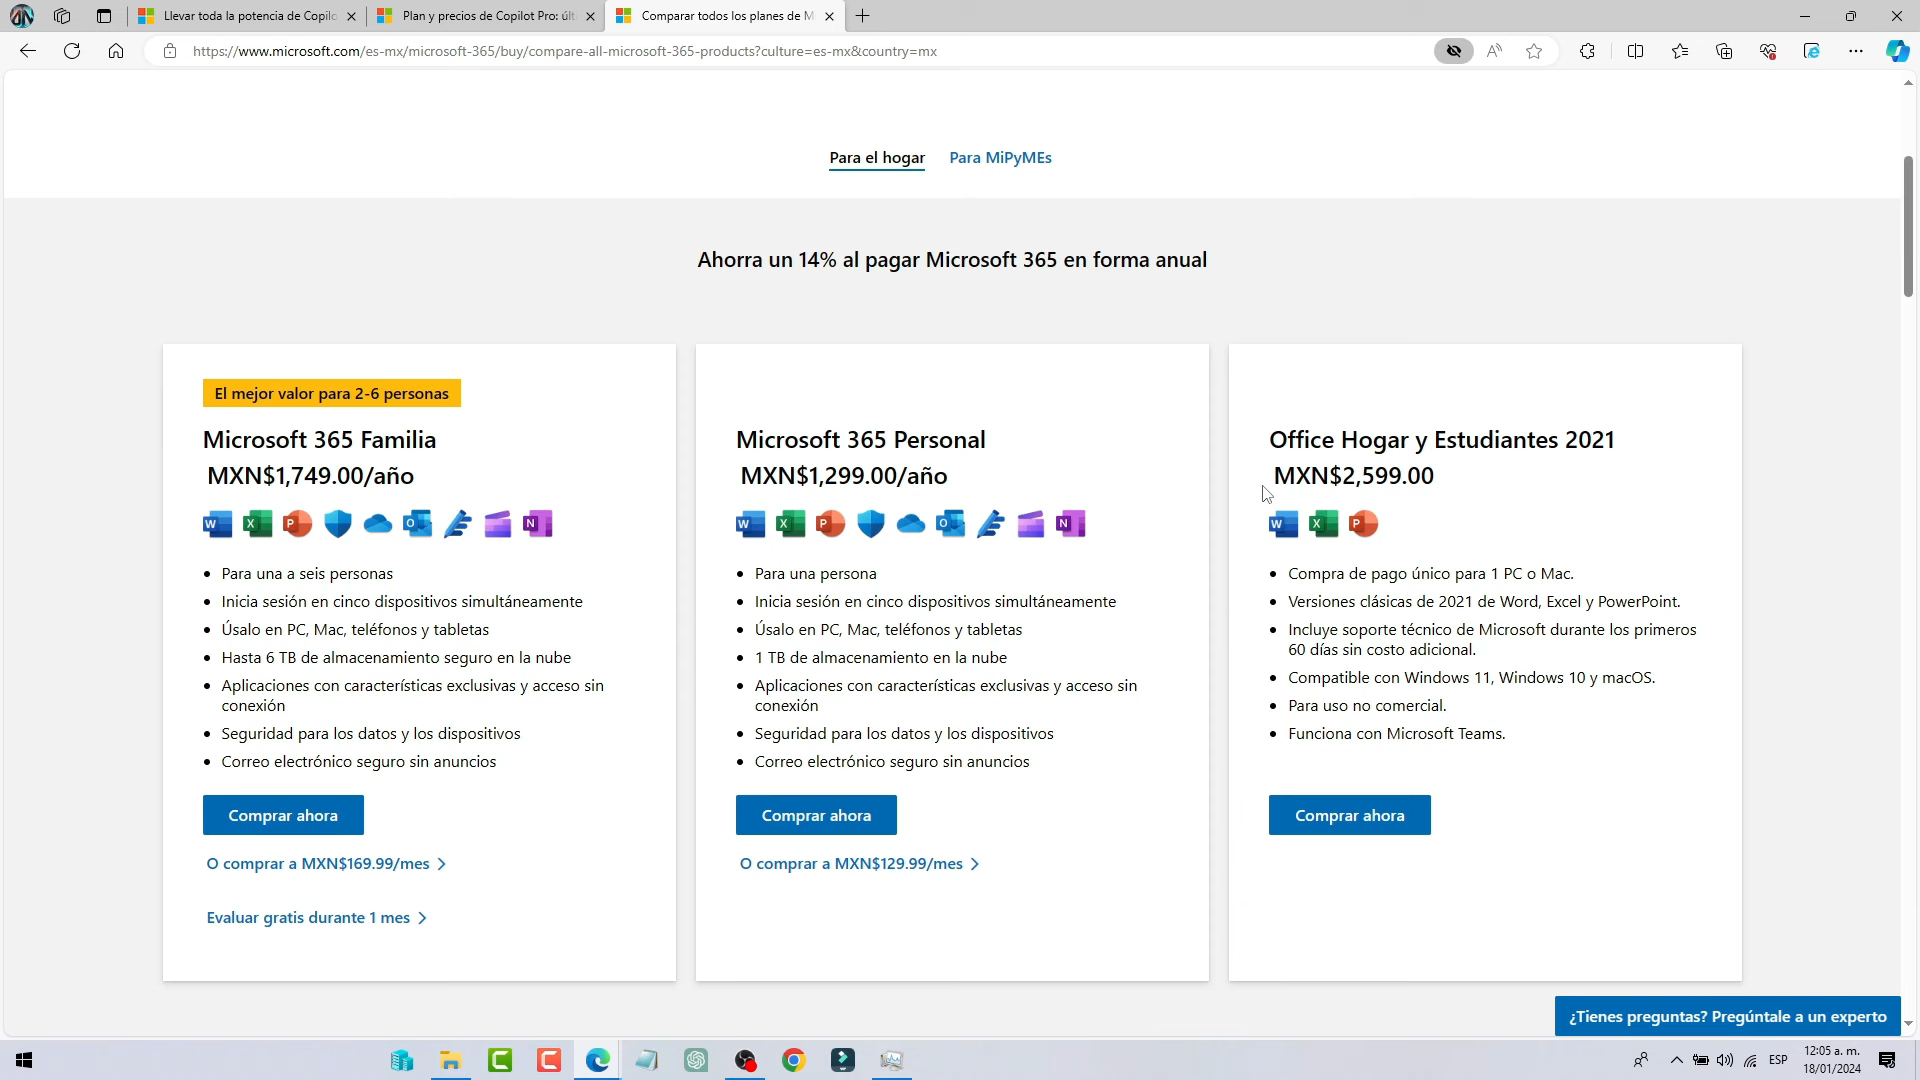 Llevar toda la potencia de Copilo
Plan y precios de Copilot Pro: últi
Comparar todos los planes de M
https://www.microsoft.com/es-mx/microsoft-365/buy/compare-all-microsoft-365-products?culture=es-mx&country=mx
Para el hogar
Para MiPyMEs
Ahorra un 14% al pagar Microsoft 365 en forma anual
El mejor valor para 2-6 personas
Microsoft 365 Familia
MXN$1,749.00/año
• Para una a seis personas
• Inicia sesión en cinco dispositivos simultáneamente
• Úsalo en PC, Mac, teléfonos y tabletas
• Hasta 6 TB de almacenamiento seguro en la nube
• Aplicaciones con características exclusivas y acceso sin
conexión
• Seguridad para los datos y los dispositivos
• Correo electrónico seguro sin anuncios
Comprar ahora
O comprar a MXN$169.99/mes
Evaluar gratis durante 1 mes
Microsoft 365 Personal
MXN$1,299.00/año
• Para una persona
• Inicia sesión en cinco dispositivos simultáneamente
• Úsalo en PC, Mac, teléfonos y tabletas
• 1 TB de almacenamiento en la nube
• Aplicaciones con características exclusivas y acceso sin
conexión
• Seguridad para los datos y los dispositivos
• Correo electrónico seguro sin anuncios
Comprar ahora
O comprar a MXN$129.99/mes
Office Hogar y Estudiantes 2021
MXN$2,599.00
• Compra de pago único para 1 PC o Mac.
• Versiones clásicas de 2021 de Word, Excel y PowerPoint.
• Incluye soporte técnico de Microsoft durante los primeros
60 días sin costo adicional.
• Compatible con Windows 11, Windows 10 y macOS.
• Para uso no comercial.
• Funciona con Microsoft Teams.
Comprar ahora
¿Tienes preguntas? Pregúntale a un experto
ESP
12:05 a. m.
18/01/2024